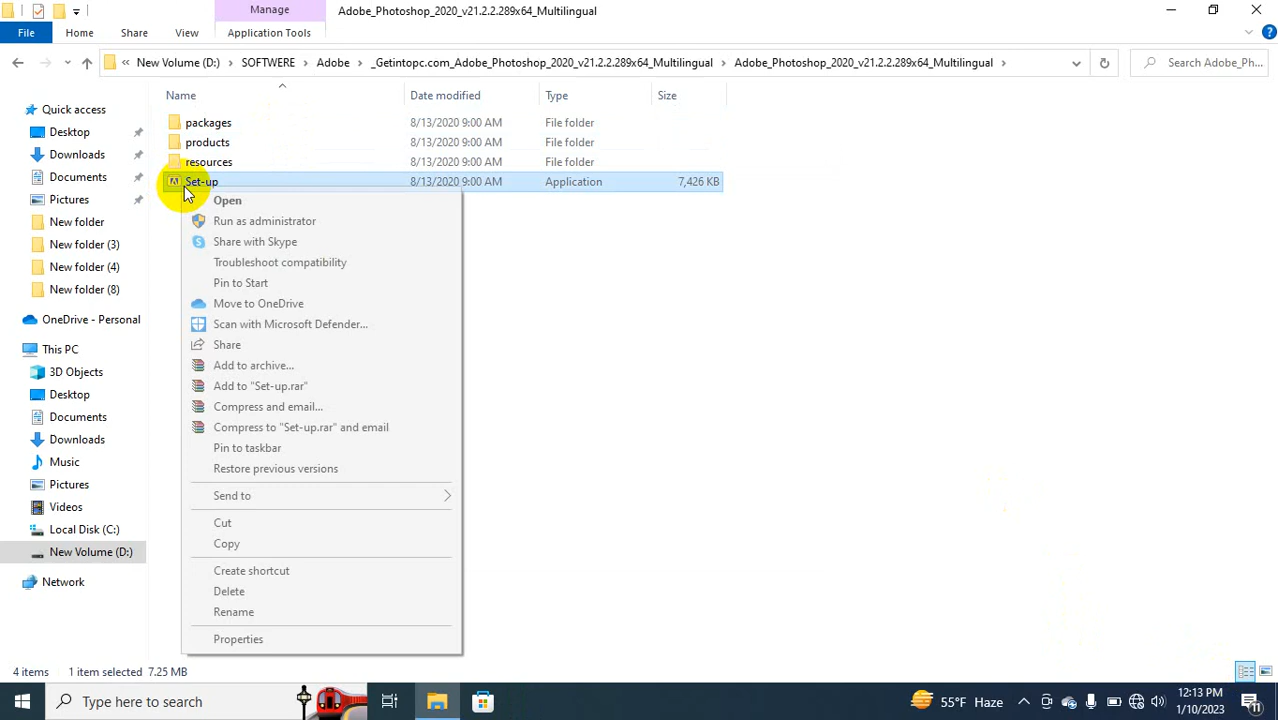 Manage
Adobe_Photoshop_2020_v21.2.2.289x64_Multilingual
File
Home
Share
View
Application Tools
New Volume (D:)
SOFTWERE
Adobe
_Getintopc.com_Adobe_Photoshop_2020_v21.2.2.289x64_Multilingual
Adobe_Photoshop_2020_v21.2.2.289x64_Multilingual
Search Adobe_Ph...
Name
Date modified
Type
Size
Quick access
Desktop
Downloads
Documents
Pictures
New folder
New folder (3)
New folder (4)
New folder (8)
OneDrive - Personal
This PC
3D Objects
Desktop
Documents
Downloads
Music
Pictures
Videos
Local Disk (C:)
New Volume (D:)
Network
packages 8/13/2020 9:00 AM File folder
products 8/13/2020 9:00 AM File folder
resources 8/13/2020 9:00 AM File folder
Set-up 8/13/2020 9:00 AM Application 7,426 KB
Open
Run as administrator
Share with Skype
Troubleshoot compatibility
Pin to Start
Move to OneDrive
Scan with Microsoft Defender...
Share
Add to archive...
Add to "Set-up.rar"
Compress and email...
Compress to "Set-up.rar" and email
Pin to taskbar
Restore previous versions
Send to
Cut
Copy
Create shortcut
Delete
Rename
Properties
4 items
1 item selected 7.25 MB
Type here to search
55°F Haze
12:13 PM
1/10/2023
11